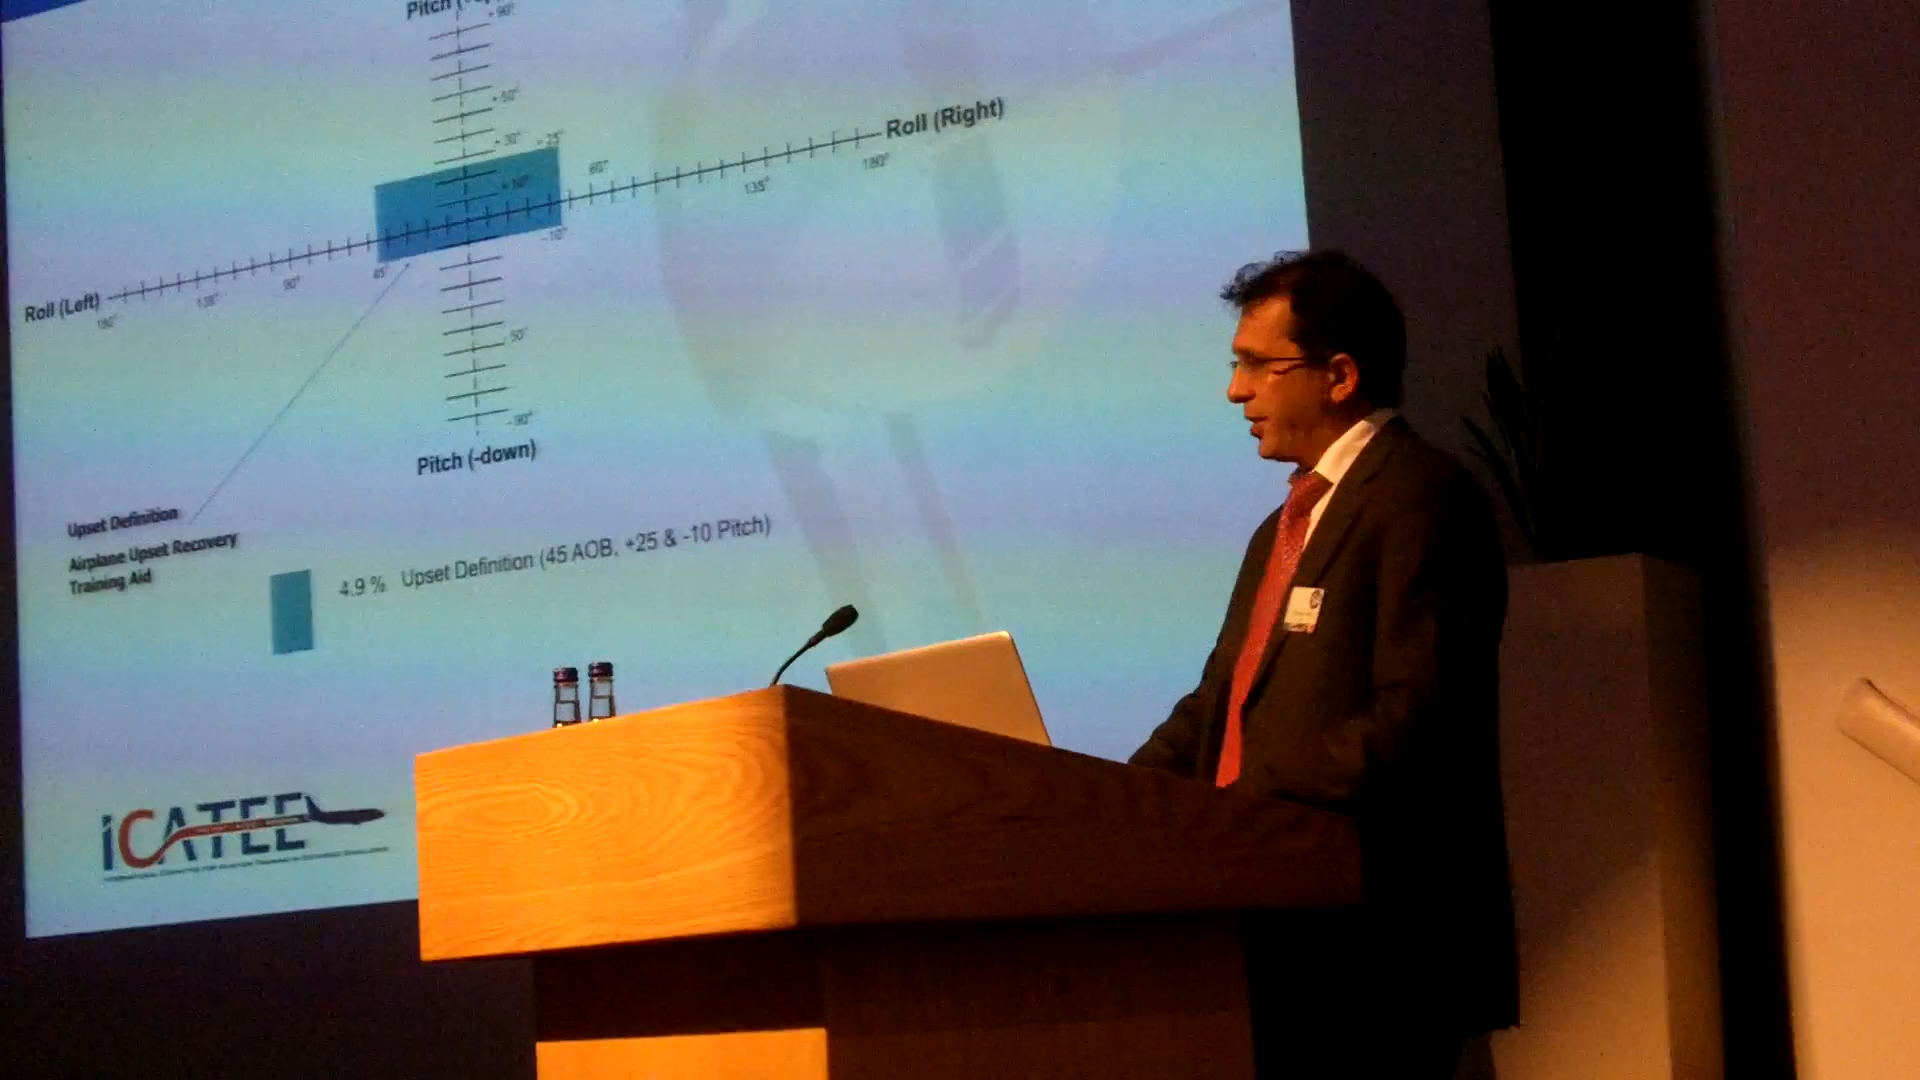 Pitch
+ 90°
+ 50°
+ 30°
+ 25°
+ 10°
Roll (Right)
60°
135°
180°
-10°
45°
90°
135°
180°
Roll (Left)
50°
- 90°
Pitch (-down)
Upset Definition
Airplane Upset Recovery
Training Aid
4.9 % Upset Definition (45 AOB, +25 & -10 Pitch)
iCATEE